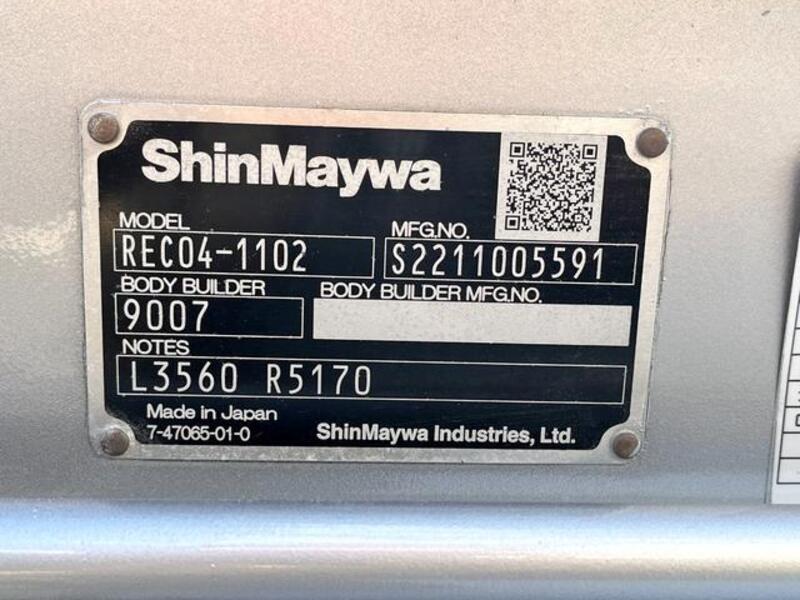 ShinMaywa
MODEL
REC04-1102
MFG.NO.
S2211005591
BODY BUILDER
9007
BODY BUILDER MFG.NO.
NOTES
L3560 R5170
Made in Japan
7-47065-01-0
ShinMaywa Industries, Ltd.